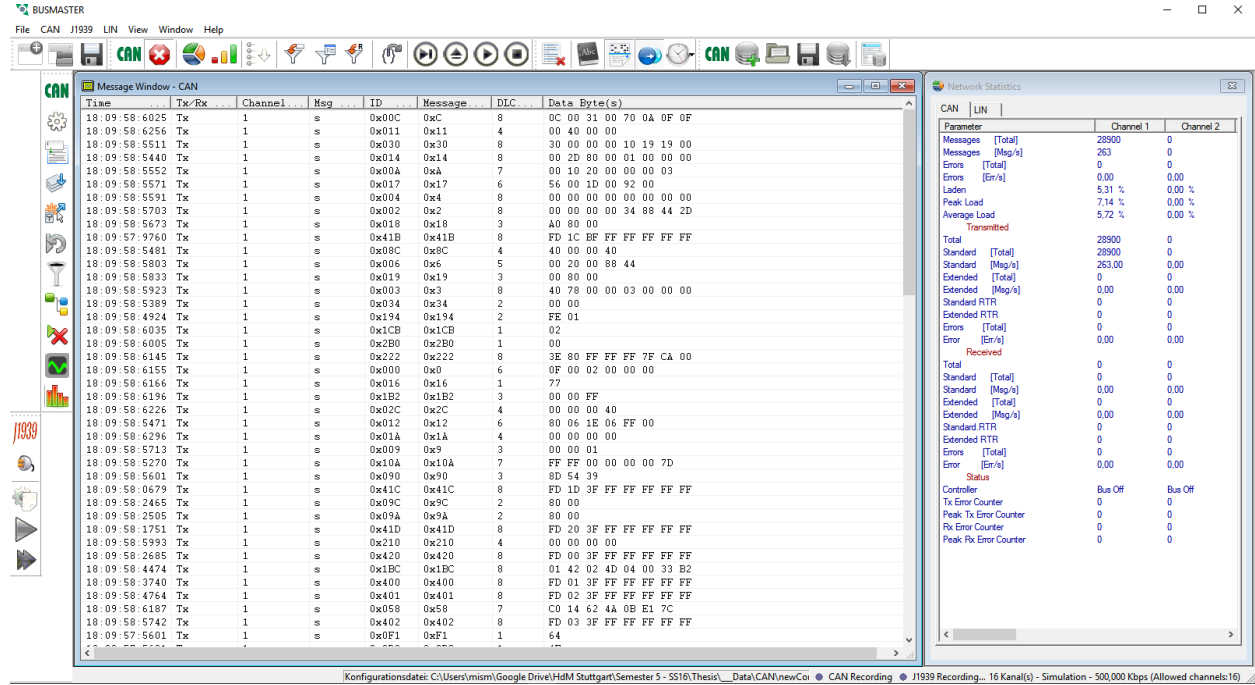 BUSMASTER
File CAN J1939 LIN View Window Help
CAN Abc CAN
CAN
J1939
Message Window - CAN
Time ... Tx/Rx ... Channel... Msg ... ID ... Message... DLC... Data Byte(s)
18:09:58:6025 Tx 1 s 0x00C 0xC 8 0C 00 31 00 70 0A 0F 0F
18:09:58:6256 Tx 1 s 0x011 0x11 4 00 40 00 00
18:09:58:5511 Tx 1 s 0x030 0x30 8 30 00 00 00 10 19 19 00
18:09:58:5440 Tx 1 s 0x014 0x14 8 00 2D 80 00 01 00 00 00
18:09:58:5552 Tx 1 s 0x00A 0xA 7 00 10 20 00 00 00 03
18:09:58:5571 Tx 1 s 0x017 0x17 6 56 00 1D 00 92 00
18:09:58:5591 Tx 1 s 0x004 0x4 8 00 00 00 00 00 00 00 00
18:09:58:5703 Tx 1 s 0x002 0x2 8 00 00 00 00 34 88 44 2D
18:09:58:5673 Tx 1 s 0x018 0x18 3 A0 80 00
18:09:57:9760 Tx 1 s 0x41B 0x41B 8 FD 1C BF FF FF FF FF FF
18:09:58:5481 Tx 1 s 0x08C 0x8C 4 40 00 00 40
18:09:58:5803 Tx 1 s 0x006 0x6 5 00 20 00 88 44
18:09:58:5833 Tx 1 s 0x019 0x19 3 00 80 00
18:09:58:5923 Tx 1 s 0x003 0x3 8 40 78 00 00 03 00 00 00
18:09:58:5389 Tx 1 s 0x034 0x34 2 00 00
18:09:58:4924 Tx 1 s 0x194 0x194 2 FE 01
18:09:58:6035 Tx 1 s 0x1CB 0x1CB 1 02
18:09:58:6005 Tx 1 s 0x2B0 0x2B0 1 00
18:09:58:6145 Tx 1 s 0x222 0x222 8 3E 80 FF FF FF 7F CA 00
18:09:58:6155 Tx 1 s 0x000 0x0 6 0F 00 02 00 00 00
18:09:58:6166 Tx 1 s 0x016 0x16 1 77
18:09:58:6196 Tx 1 s 0x1B2 0x1B2 3 00 00 FF
18:09:58:6226 Tx 1 s 0x02C 0x2C 4 00 00 00 40
18:09:58:5471 Tx 1 s 0x012 0x12 6 80 06 1E 06 FF 00
18:09:58:6296 Tx 1 s 0x01A 0x1A 4 00 00 00 00
18:09:58:5713 Tx 1 s 0x009 0x9 3 00 00 01
18:09:58:5270 Tx 1 s 0x10A 0x10A 7 FF FF 00 00 00 00 7D
18:09:58:5601 Tx 1 s 0x090 0x90 3 8D 54 39
18:09:58:0679 Tx 1 s 0x41C 0x41C 8 FD 1D 3F FF FF FF FF FF
18:09:58:2465 Tx 1 s 0x09C 0x9C 2 80 00
18:09:58:2505 Tx 1 s 0x09A 0x9A 2 80 00
18:09:58:1751 Tx 1 s 0x41D 0x41D 8 FD 20 3F FF FF FF FF FF
18:09:58:5993 Tx 1 s 0x210 0x210 4 00 00 00 00
18:09:58:2685 Tx 1 s 0x420 0x420 8 FD 00 3F FF FF FF FF FF
18:09:58:4474 Tx 1 s 0x1BC 0x1BC 8 01 42 02 4D 04 00 33 B2
18:09:58:3740 Tx 1 s 0x400 0x400 8 FD 01 3F FF FF FF FF FF
18:09:58:4764 Tx 1 s 0x401 0x401 8 FD 02 3F FF FF FF FF FF
18:09:58:6187 Tx 1 s 0x058 0x58 7 C0 14 62 4A 0B E1 7C
18:09:58:5742 Tx 1 s 0x402 0x402 8 FD 03 3F FF FF FF FF FF
18:09:57:5601 Tx 1 s 0x0F1 0xF1 1 64
Network Statistics
CAN LIN
Parameter Channel 1 Channel 2
Messages [Total] 28900 0
Messages [Msg/s] 263 0
Errors [Total] 0 0
Errors [Err/s] 0,00 0,00
Laden 5,31 % 0,00 %
Peak Load 7,14 % 0,00 %
Average Load 5,72 % 0,00 %
Transmitted
Total 28900 0
Standard [Total] 28900 0
Standard [Msg/s] 263,00 0,00
Extended [Total] 0 0
Extended [Msg/s] 0,00 0,00
Standard RTR 0 0
Extended RTR 0 0
Errors [Total] 0 0
Error [Err/s] 0,00 0,00
Received
Total 0 0
Standard [Total] 0 0
Standard [Msg/s] 0,00 0,00
Extended [Total] 0 0
Extended [Msg/s] 0,00 0,00
Standard.RTR 0 0
Extended RTR 0 0
Errors [Total] 0 0
Error [Err/s] 0,00 0,00
Status
Controller Bus Off Bus Off
Tx Error Counter 0 0
Peak Tx Error Counter 0 0
Rx Error Counter 0 0
Peak Rx Error Counter 0 0
Konfigurationsdatei: C:\Users\mism\Google Drive\HdM Stuttgart\Semester 5 - SS16\Thesis\___Data\CAN\newCo CAN Recording J1939 Recording... 16 Kanal(s) - Simulation - 500,000 Kbps (Allowed channels:16)